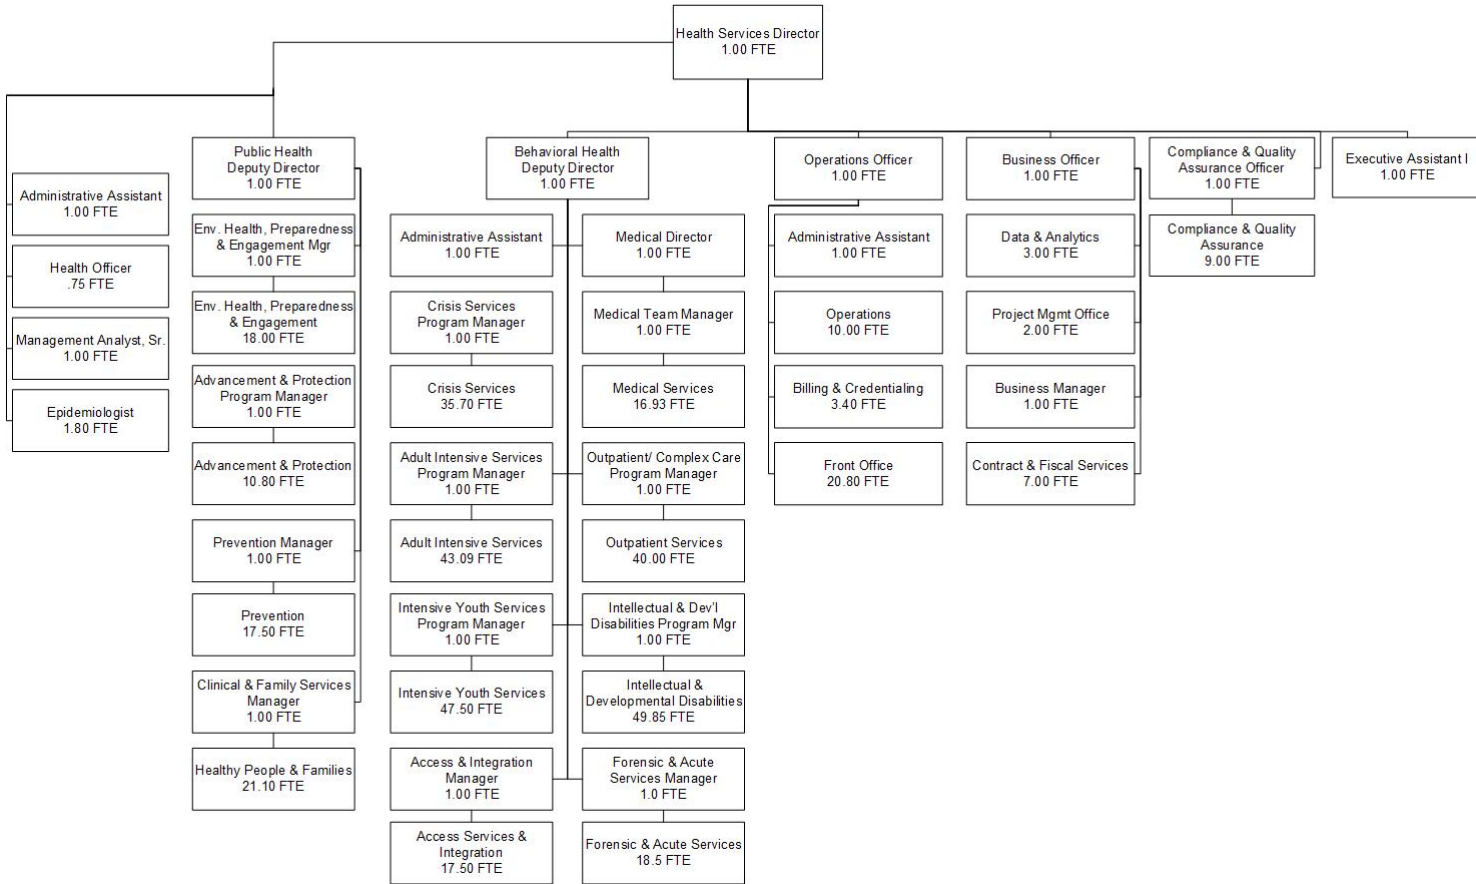 Health Services Director
1.00 FTE
Administrative Assistant
1.00 FTE
Health Officer
.75 FTE
Management Analyst, Sr.
1.00 FTE
Epidemiologist
1.80 FTE
Public Health
Deputy Director
1.00 FTE
Env. Health, Preparedness
& Engagement Mgr
1.00 FTE
Env. Health, Preparedness
& Engagement
18.00 FTE
Advancement & Protection
Program Manager
1.00 FTE
Advancement & Protection
10.80 FTE
Prevention Manager
1.00 FTE
Prevention
17.50 FTE
Clinical & Family Services
Manager
1.00 FTE
Healthy People & Families
21.10 FTE
Behavioral Health
Deputy Director
1.00 FTE
Administrative Assistant
1.00 FTE
Crisis Services
Program Manager
1.00 FTE
Crisis Services
35.70 FTE
Adult Intensive Services
Program Manager
1.00 FTE
Adult Intensive Services
43.09 FTE
Intensive Youth Services
Program Manager
1.00 FTE
Intensive Youth Services
47.50 FTE
Access & Integration
Manager
1.00 FTE
Access Services &
Integration
17.50 FTE
Medical Director
1.00 FTE
Medical Team Manager
1.00 FTE
Medical Services
16.93 FTE
Outpatient/ Complex Care
Program Manager
1.00 FTE
Outpatient Services
40.00 FTE
Intellectual & Dev'l
Disabilities Program Mgr
1.00 FTE
Intellectual &
Developmental Disabilities
49.85 FTE
Forensic & Acute
Services Manager
1.0 FTE
Forensic & Acute Services
18.5 FTE
Operations Officer
1.00 FTE
Administrative Assistant
1.00 FTE
Operations
10.00 FTE
Billing & Credentialing
3.40 FTE
Front Office
20.80 FTE
Business Officer
1.00 FTE
Data & Analytics
3.00 FTE
Project Mgmt Office
2.00 FTE
Business Manager
1.00 FTE
Contract & Fiscal Services
7.00 FTE
Compliance & Quality
Assurance Officer
1.00 FTE
Compliance & Quality
Assurance
9.00 FTE
Executive Assistant I
1.00 FTE